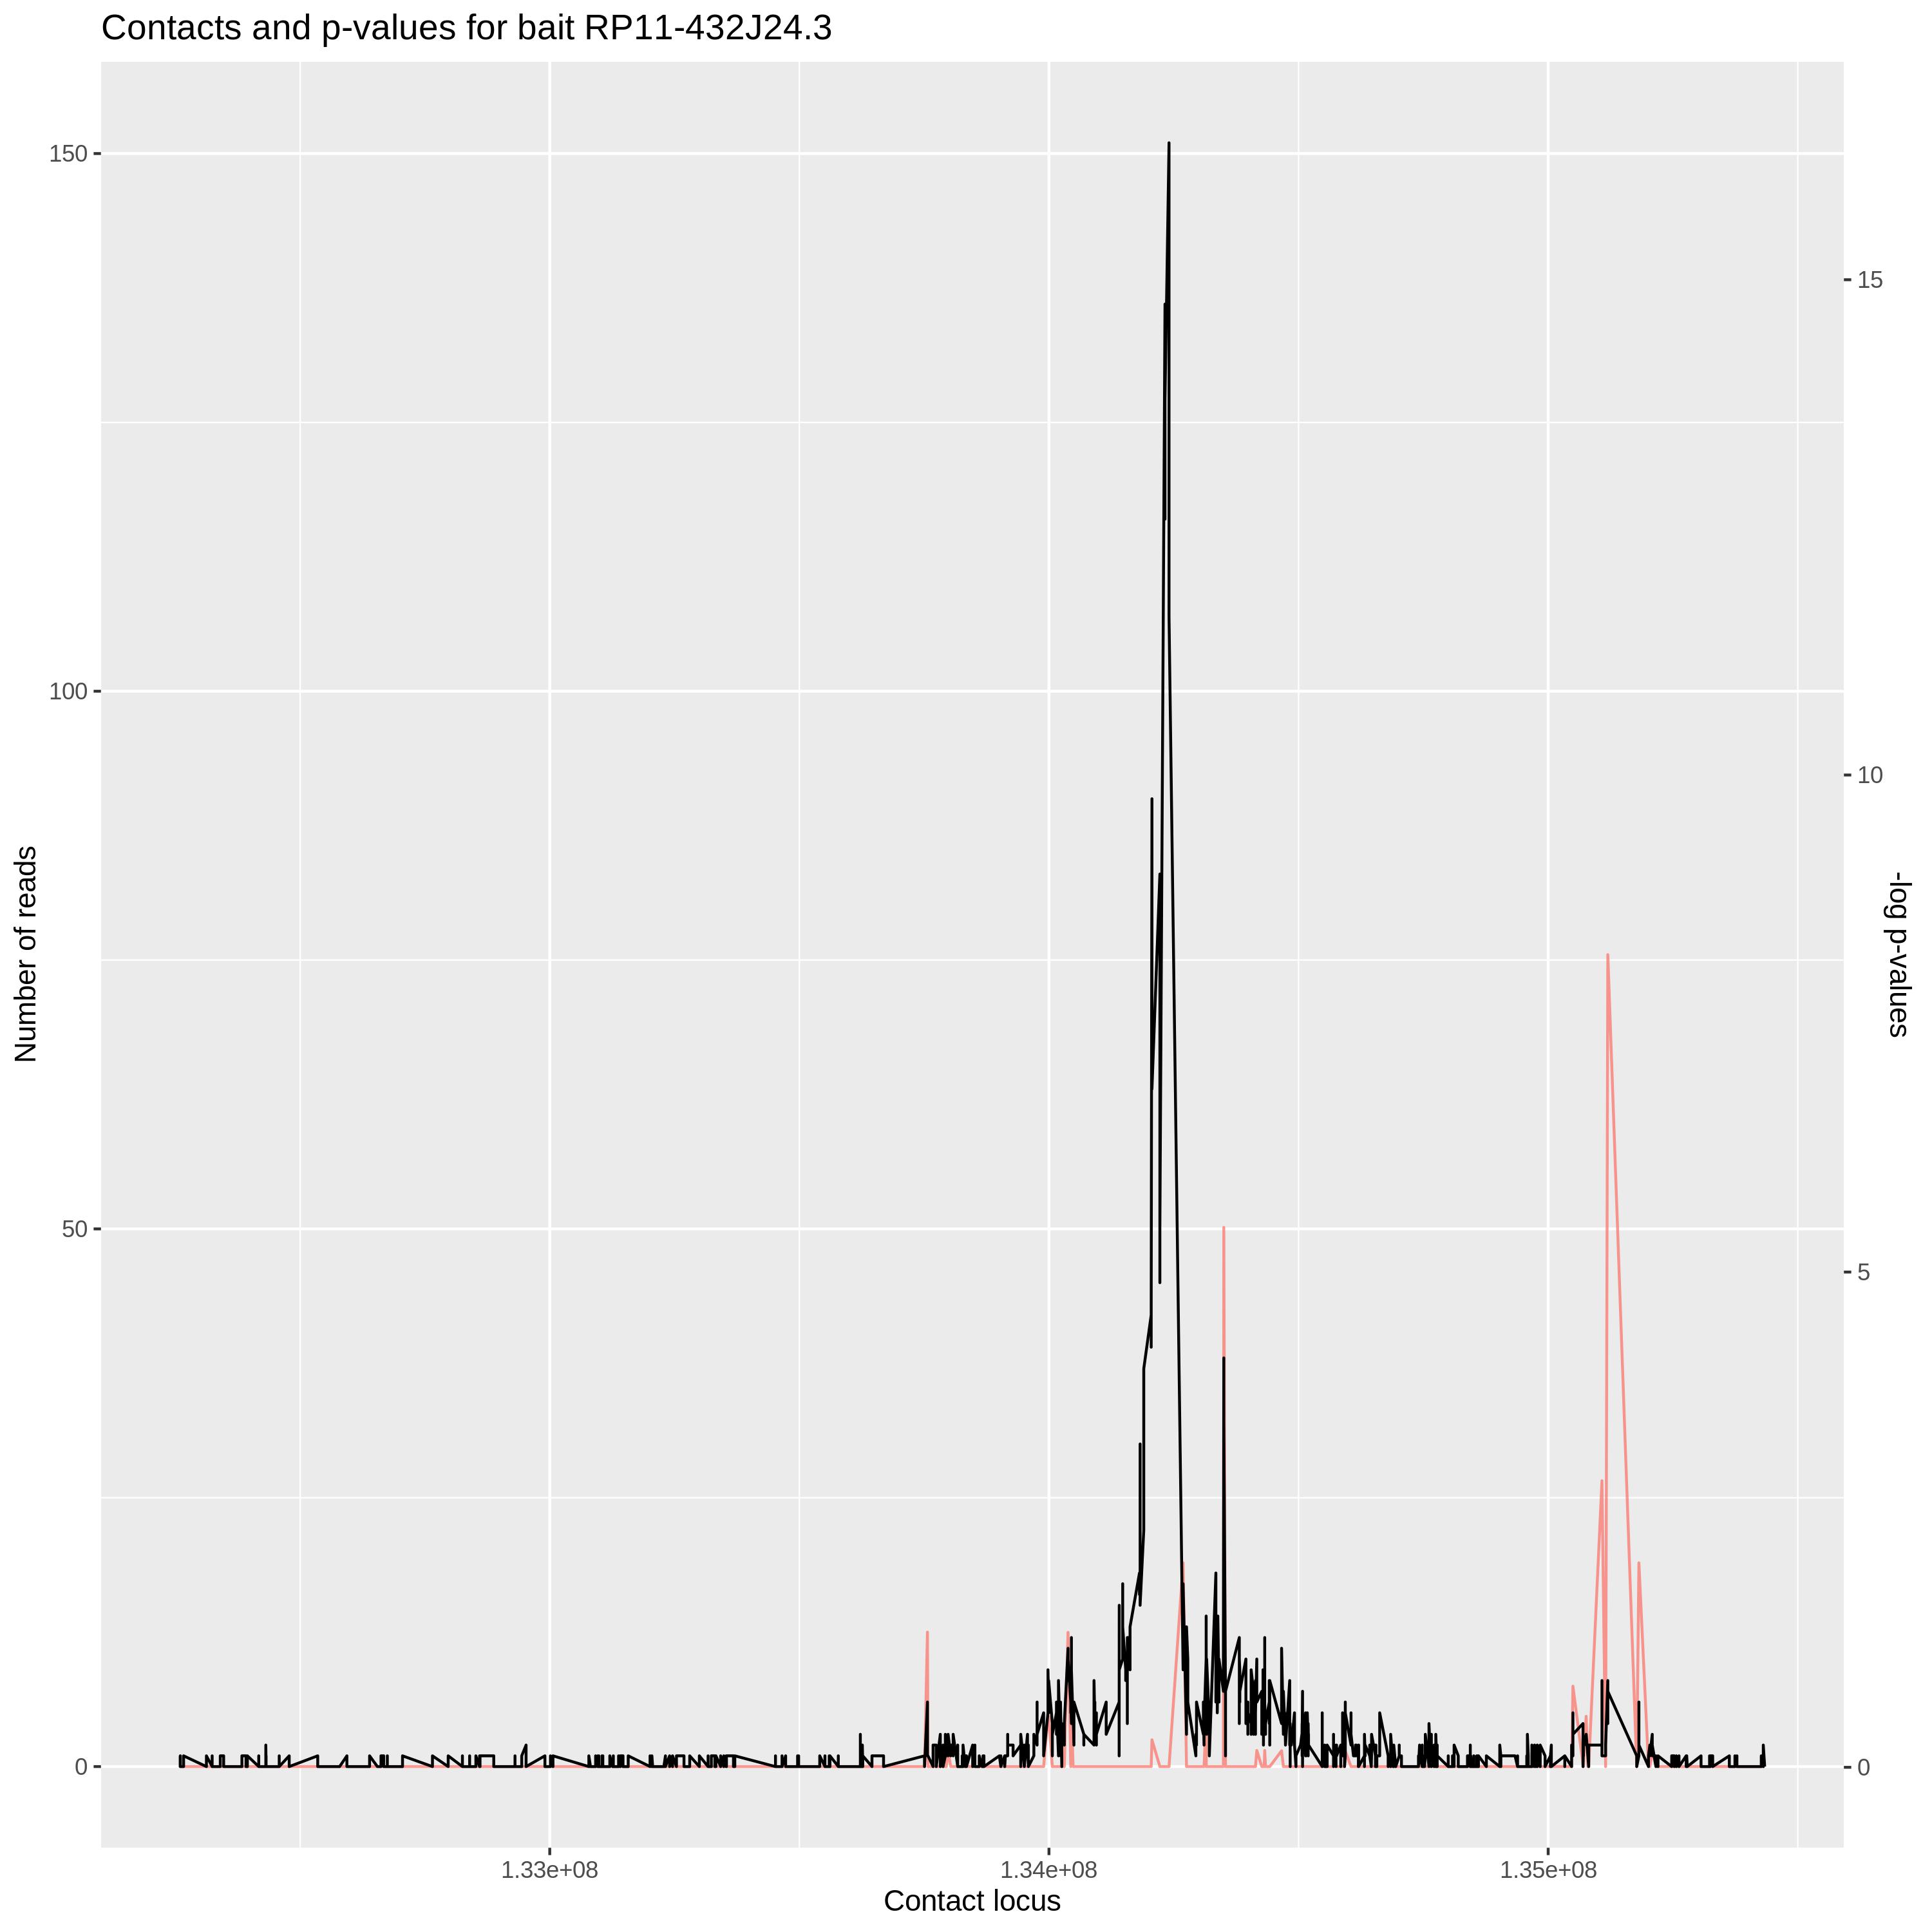 Contacts and p-values for bait RP11-432J24.3
150
100
50
0
Number of reads
15
10
5
0
-log p-values
1.33e+08
1.34e+08
1.35e+08
Contact locus